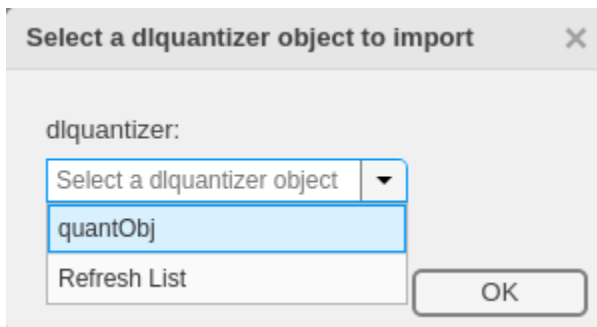 Select a dlquantizer object to import
dlquantizer:
Select a dlquantizer object
quantObj
Refresh List
OK